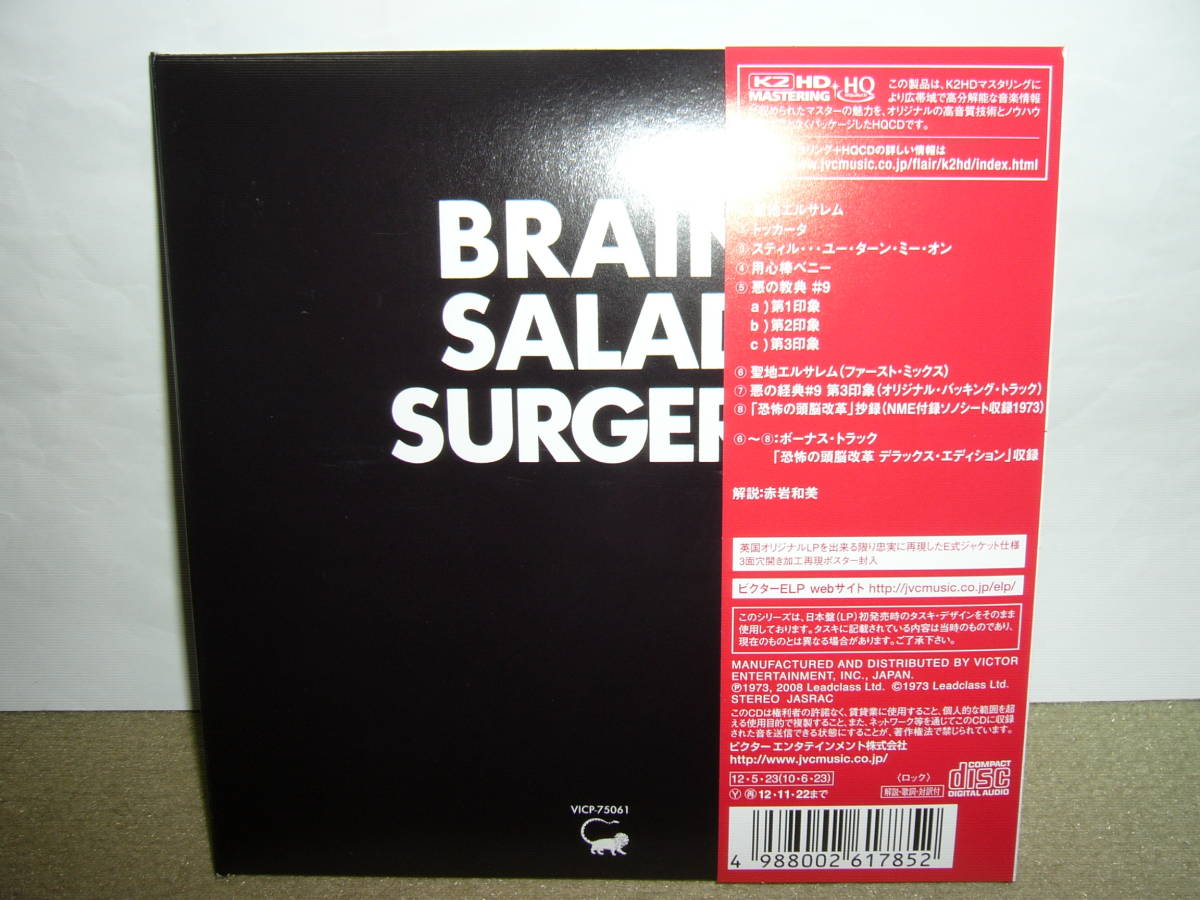 BRAIN
SALAD
SURGER
VICP-75061
K2 HD
MASTERING + HQ
この製品は、K2HDマスタリングに
より広帯域で高分解能な音楽情報
められたマスターの魅力を、オリジナルの高音質技術とノウハウ
となくパッケージしたHQCDです。
リング+HQCDの詳しい情報は
w.jvcmusic.co.jp/flair/k2hd/index.html
聖地エルサレム
トッカータ
③ スティル・・・ユー・ターン・ミー・オン
④ 用心棒ベニー
⑤ 悪の教典 #9
a)第1印象
b)第2印象
c)第3印象
⑥ 聖地エルサレム(ファースト・ミックス)
⑦ 悪の経典#9 第3印象(オリジナル・バッキング・トラック)
⑧ 「恐怖の頭脳改革」抄録(NME付録ソノシート収録1973)
⑥〜⑧:ボーナス・トラック
「恐怖の頭脳改革 デラックス・エディション」収録
解説:赤岩和美
英国オリジナルLPを出来る限り忠実に再現したE式ジャケット仕様
3面穴開き加工再現ポスター封入
ビクターELP webサイト http://jvcmusic.co.jp/elp/
このシリーズは、日本盤(LP)初発売時のタスキ・デザインをそのまま
使用しております。タスキに記載されている内容は当時のものであり、
現在のものとは異なる場合があります。ご了承下さい。
MANUFACTURED AND DISTRIBUTED BY VICTOR
ENTERTAINMENT, INC., JAPAN.
℗1973, 2008 Leadclass Ltd. ©1973 Leadclass Ltd.
STEREO JASRAC
このCDは権利者の許諾なく、賃貸業に使用すること、個人的な範囲を超
える使用目的で複製すること、また、ネットワーク等を通じてこのCDに収録
された音を送信できる状態にすることが、著作権法で禁じられています。
ビクターエンタテインメント株式会社
http://www.jvcmusic.co.jp/
12・5・23(10・6・23)
Ⓨ 再 12・11・22まで
〈ロック〉
解説・歌詞・対訳付
COMPACT
disc
DIGITAL AUDIO
4 988002 617852